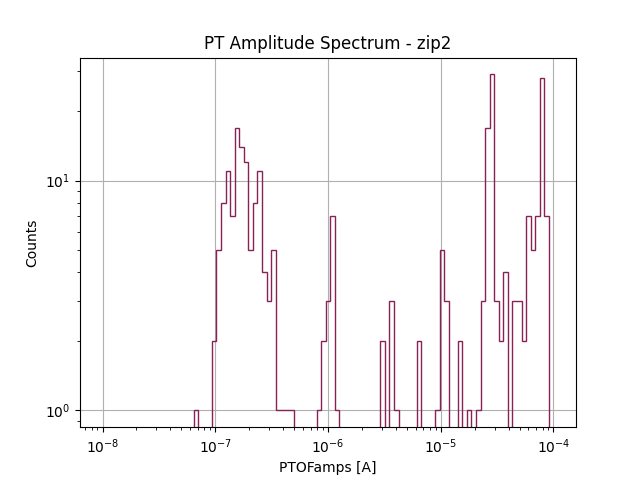 PT Amplitude Spectrum - zip2
Counts
10¹
10⁰
10⁻⁸ 10⁻⁷ 10⁻⁶ 10⁻⁵ 10⁻⁴
PTOFamps [A]